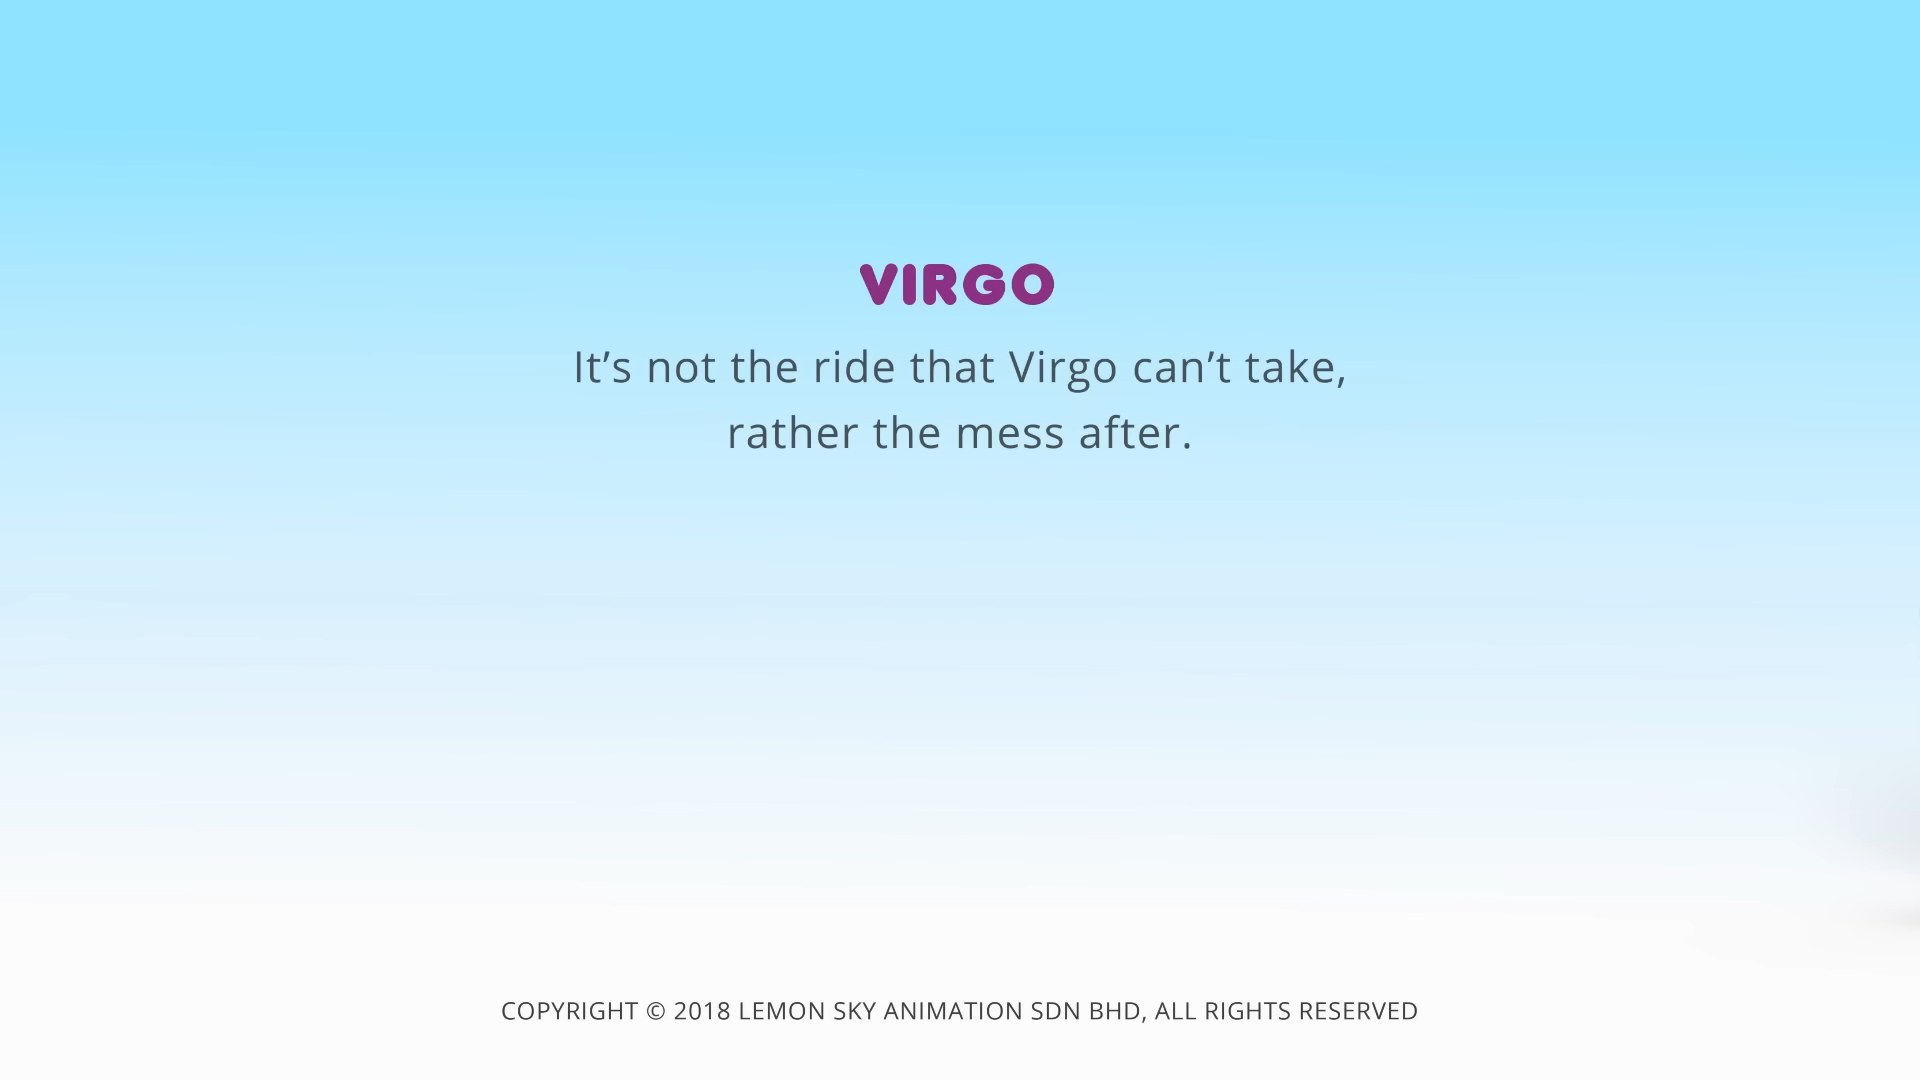 VIRGO
It’s not the ride that Virgo can’t take,
rather the mess after.
COPYRIGHT © 2018 LEMON SKY ANIMATION SDN BHD, ALL RIGHTS RESERVED